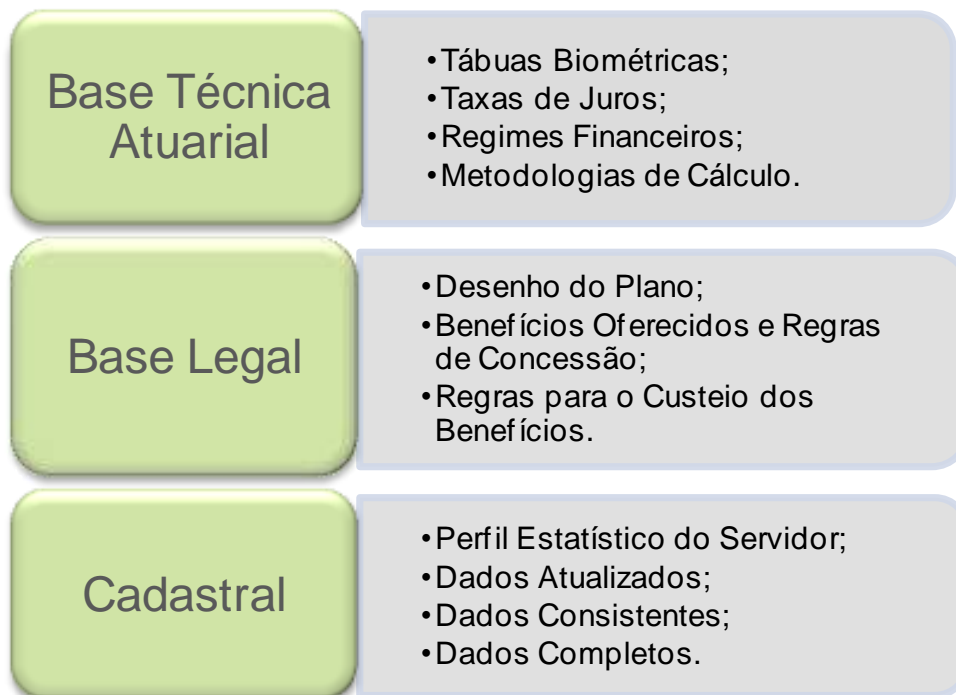 Base Técnica
Atuarial
•Tábuas Biométricas;
•Taxas de Juros;
•Regimes Financeiros;
•Metodologias de Cálculo.
Base Legal
•Desenho do Plano;
•Benefícios Oferecidos e Regras
de Concessão;
•Regras para o Custeio dos
Benefícios.
Cadastral
•Perfil Estatístico do Servidor;
•Dados Atualizados;
•Dados Consistentes;
•Dados Completos.